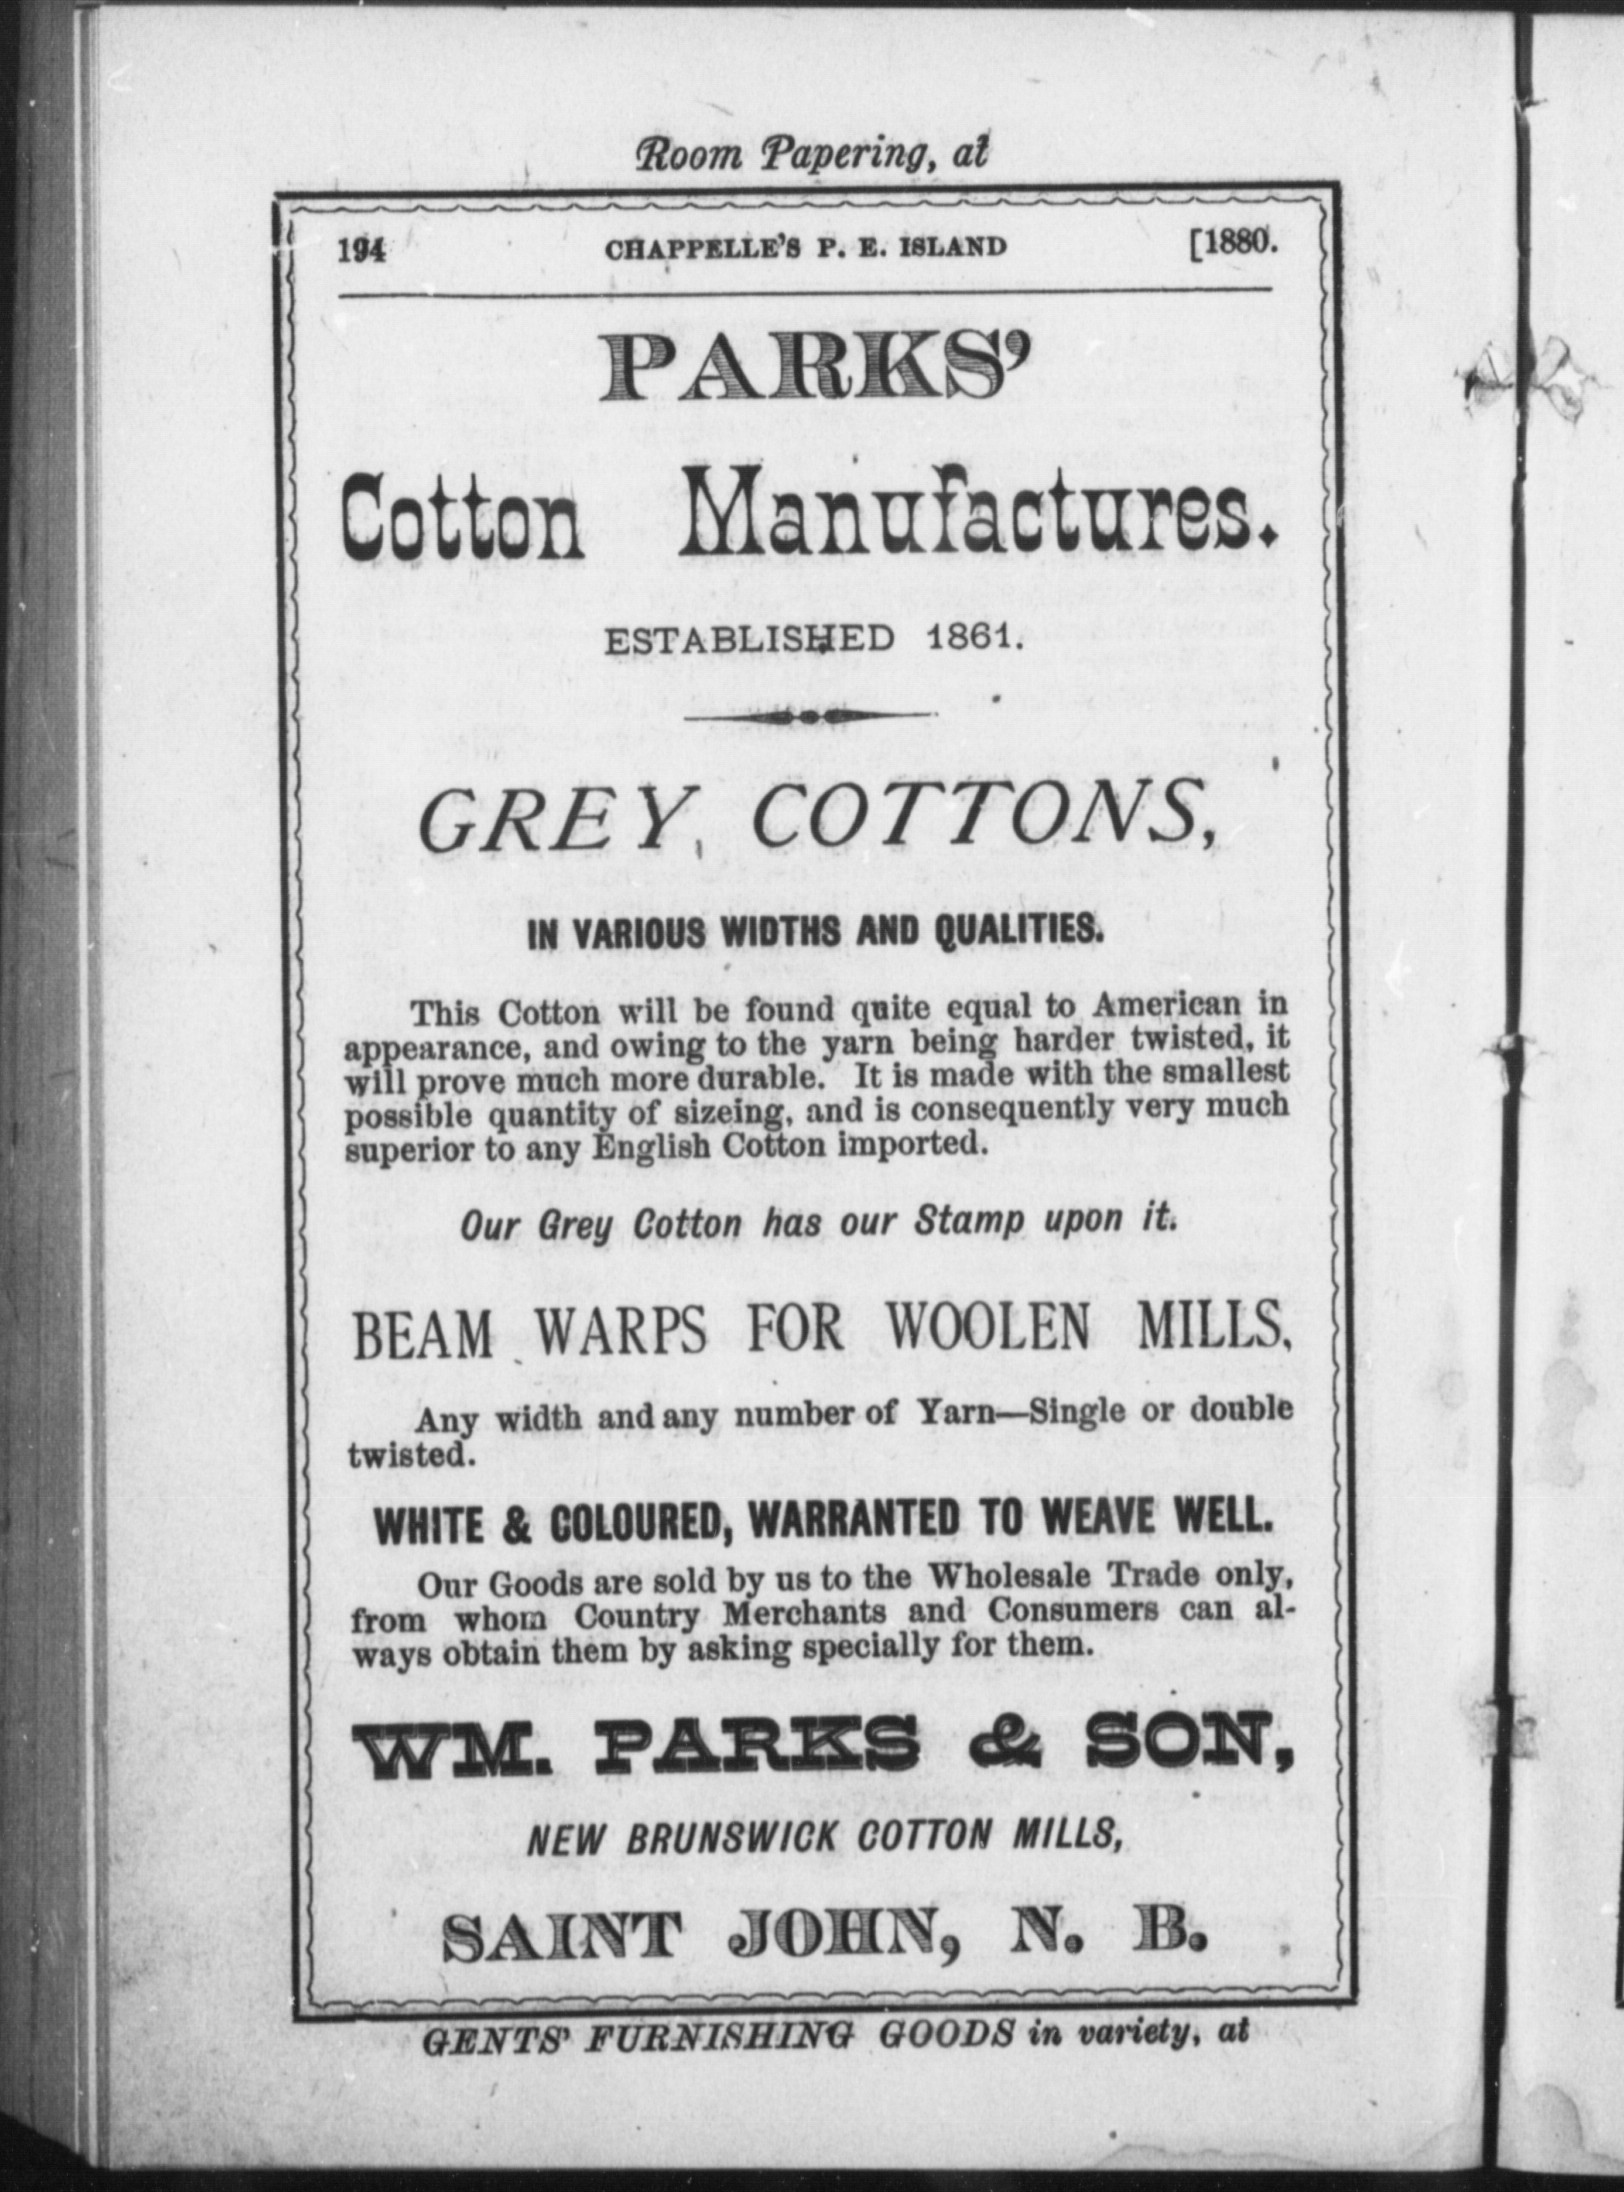 Room Papering, at
194 CHAPPELLE'S P. E. ISLAND [1880.
PARKS'
Cotton Manufactures.
ESTABLISHED 1861.
GREY, COTTONS,
IN VARIOUS WIDTHS AND QUALITIES.
This Cotton will be found quite equal to American in
appearance, and owing to the yarn being harder twisted, it
will prove much more durable. It is made with the smallest
possible quantity of sizeing, and is consequently very much
superior to any English Cotton imported.
Our Grey Cotton has our Stamp upon it.
BEAM WARPS FOR WOOLEN MILLS,
Any width and any number of Yarn—Single or double
twisted.
WHITE & COLOURED, WARRANTED TO WEAVE WELL.
Our Goods are sold by us to the Wholesale Trade only,
from whom Country Merchants and Consumers can al-
ways obtain them by asking specially for them.
WM. PARKS & SON,
NEW BRUNSWICK COTTON MILLS,
SAINT JOHN, N. B.
GENTS' FURNISHING GOODS in variety, at